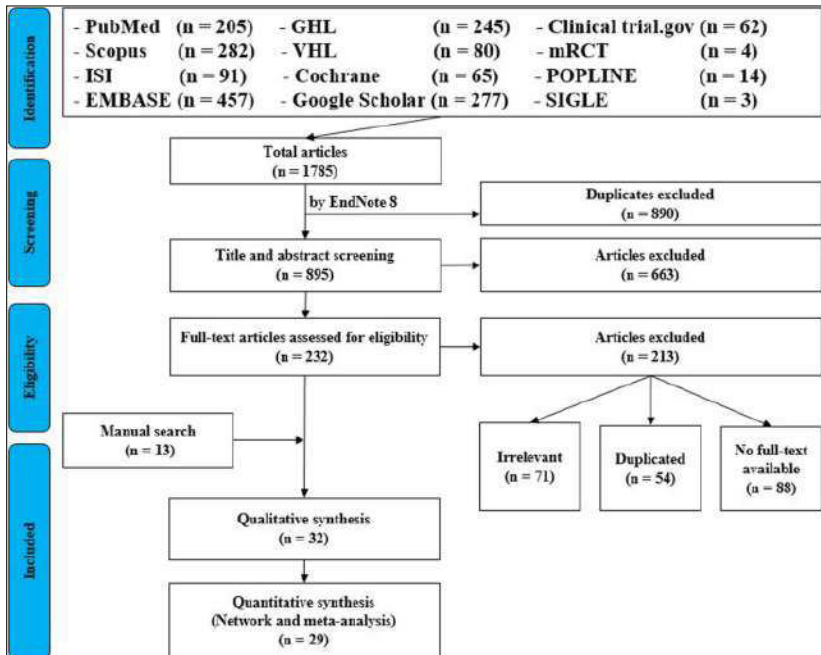 Identification
- PubMed (n = 205) - GHL (n = 245) - Clinical trial.gov (n = 62)
- Scopus (n = 282) - VHL (n = 80) - mRCT (n = 4)
- ISI (n = 91) - Cochrane (n = 65) - POPLINE (n = 14)
- EMBASE (n = 457) - Google Scholar (n = 277) - SIGLE (n = 3)
Total articles
(n = 1785)
Screening
by EndNote 8
Duplicates excluded
(n = 890)
Title and abstract screening
(n = 895)
Articles excluded
(n = 663)
Eligibility
Full-text articles assessed for eligibility
(n = 232)
Articles excluded
(n = 213)
Manual search
(n = 13)
Irrelevant
(n = 71)
Duplicated
(n = 54)
No full-text
available
(n = 88)
Included
Qualitative synthesis
(n = 32)
Quantitative synthesis
(Network and meta-analysis)
(n = 29)